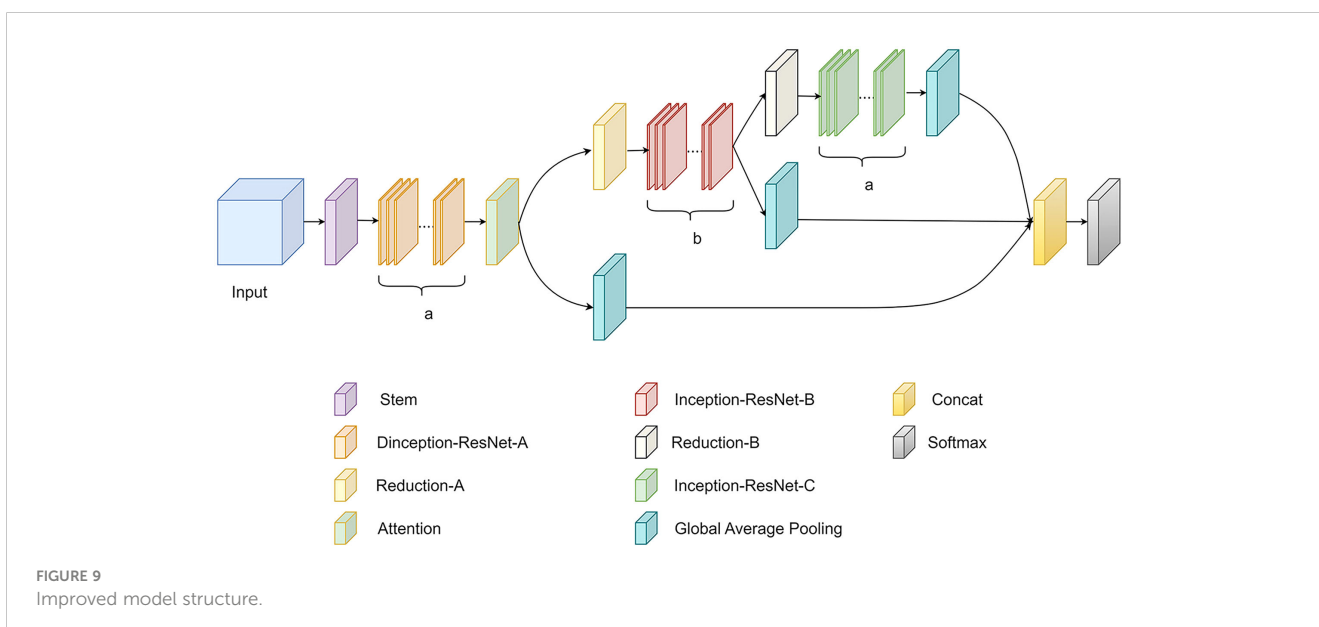 a
b
Input
a
Stem
Inception-ResNet-B
Concat
Dinception-ResNet-A
Reduction-B
Softmax
Reduction-A
Inception-ResNet-C
Attention
Global Average Pooling
FIGURE 9
Improved model structure.